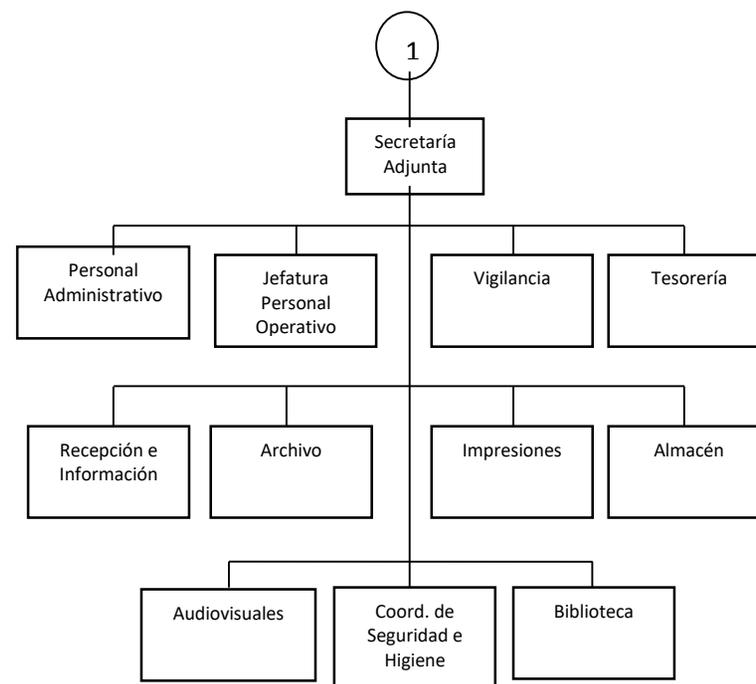 1
Secretaría
Adjunta
Personal
Administrativo
Jefatura
Personal
Operativo
Vigilancia
Tesorería
Recepción e
Información
Archivo
Impresiones
Almacén
Audiovisuales
Coord. de
Seguridad e
Higiene
Biblioteca